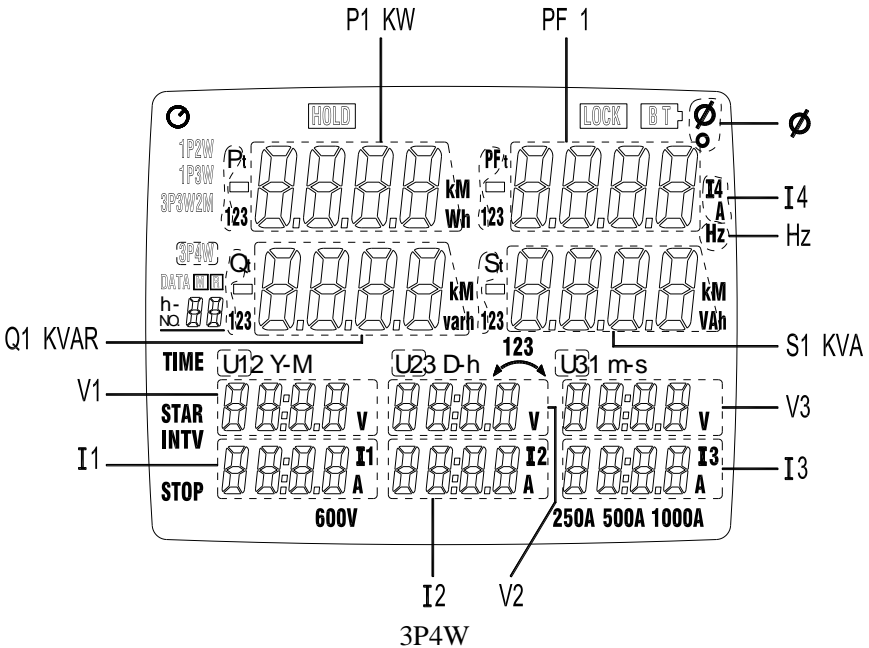 P1 KW PF 1
HOLD LOCK BT Ø
1P2W
1P3W
3P3W2M
Pt 123 kM Wh
PFt 123 I4 A Hz
I4
Hz
3P4W
DATA M R
h-
NO.
Qt 123 kM varh
St 123 kM VAh
Q1 KVAR S1 KVA
TIME U12 Y-M U23 D-h 123 U31 m-s
V1 V V V V3
STAR
INTV
I1 I1 A I2 A I3 A I3
STOP
600V 250A 500A 1000A
I2 V2
3P4W